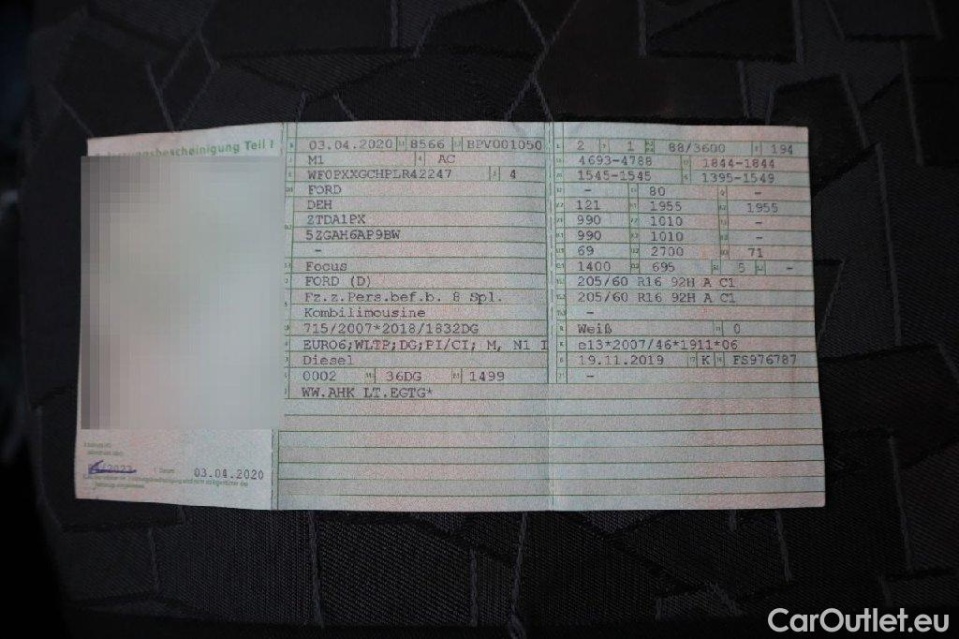 bescheinigung Teil I
03.04.2020 8566 BPV001050
M1 AC
WF0PXXGCHPLR42247 4
FORD
DEH
ZTDA1PX
5ZGAH6AP9BW
-
Focus
FORD (D)
Fz.z.Pers.bef.b. 8 Spl.
Kombilimousine
715/2007*2018/1832DG
EURO6;WLTP;DG;PI/CI; M, N1 I
Diesel
0002 36DG 1499
WW.AHK LT.EGTG*
2 1 88/3600 194
4693-4788 1844-1844
1545-1545 1395-1549
- 80 -
121 1955 1955
990 1010
990 1010
69 2700 71
1400 695 5 -
205/60 R16 92H A C1
205/60 R16 92H A C1
-
Weiß 0
e13*2007/46*1911*06
19.11.2019 K FS976787
-
03.04.2020
CarOutlet.eu